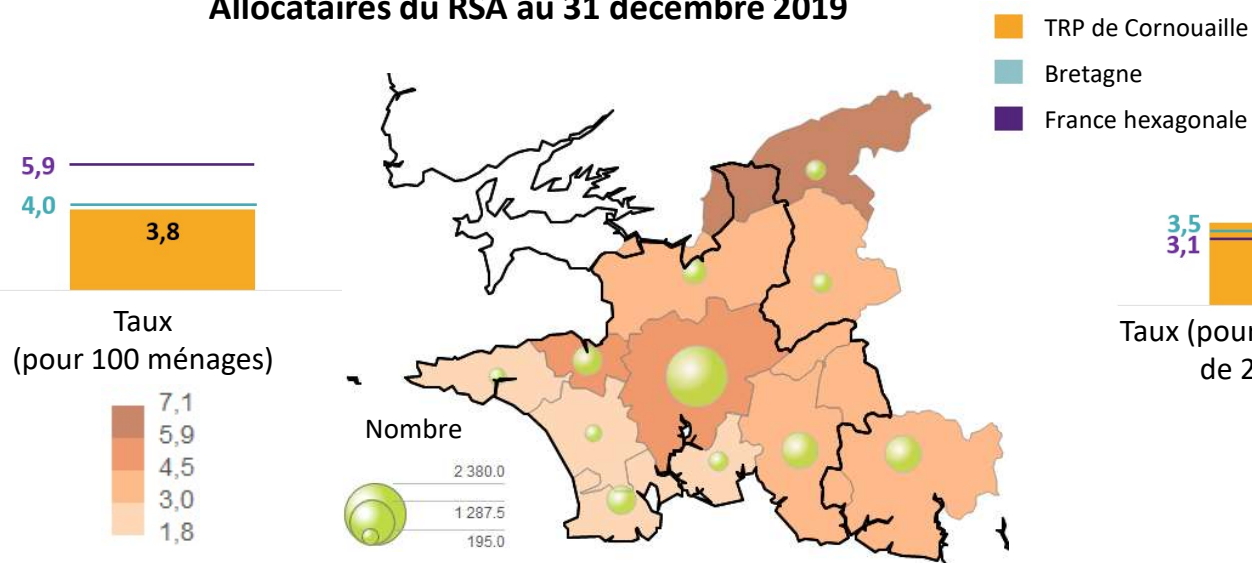 Allocataires du RSA au 31 décembre 2019
TRP de Cornouaille
Bretagne
France hexagonale
5,9
4,0
3,8
Taux
(pour 100 ménages)
7,1
5,9
4,5
3,0
1,8
Nombre
2 380.0
1 287.5
195.0
3,5
3,1
Taux (pour
de 2